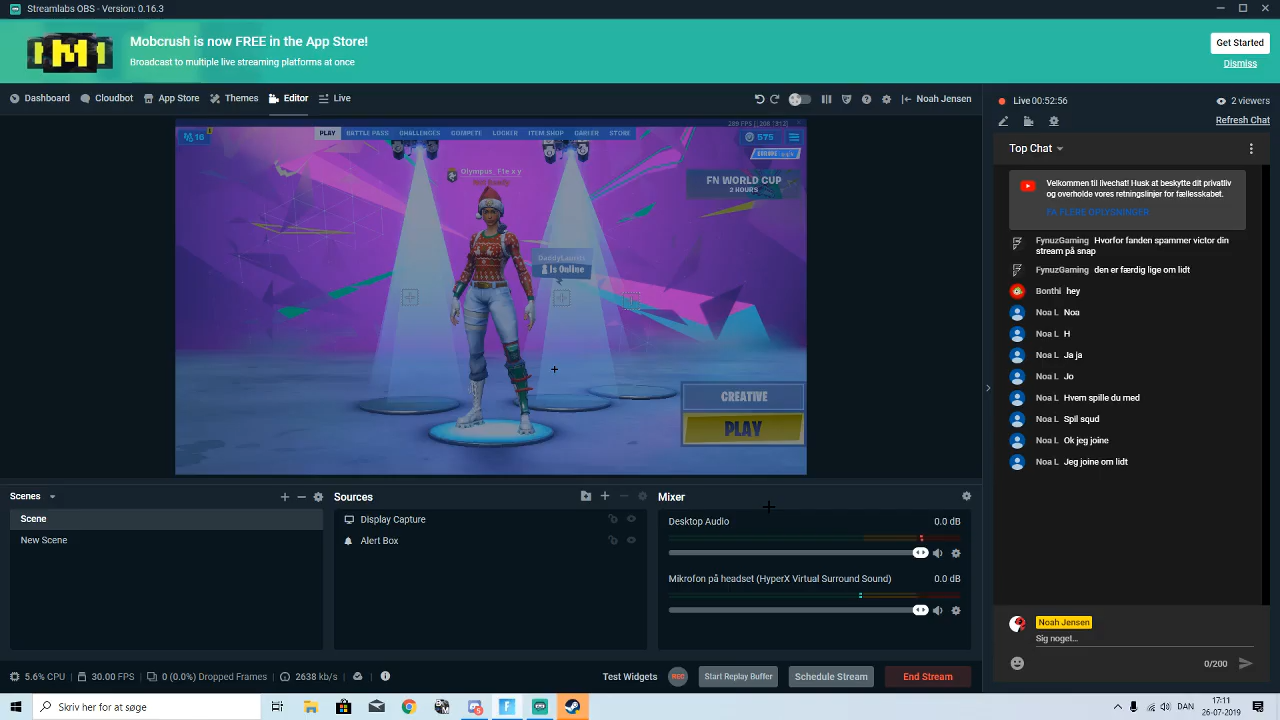 Streamlabs OBS - Version: 0.16.3
Mobcrush is now FREE in the App Store!
Broadcast to multiple live streaming platforms at once
Get Started
Dismiss
Dashboard
Cloudbot
App Store
Themes
Editor
Live
Noah Jensen
Live 00:52:56
2 viewers
Refresh Chat
16
PLAY
BATTLE PASS
CHALLENGES
COMPETE
LOCKER
ITEM SHOP
CAREER
STORE
575
FN WORLD CUP
2 HOURS
Is Online
CREATIVE
PLAY
Top Chat
Velkommen til livechat! Husk at beskytte dit privatliv
og overholde vores retningslinjer for fællesskabet.
FÅ FLERE OPLYSNINGER
FynuzGaming Hvorfor fanden spammer victor din
stream på snap
FynuzGaming den er færdig lige om lidt
Bonthi hey
Noa L Noa
Noa L H
Noa L Ja ja
Noa L Jo
Noa L Hvem spille du med
Noa L Spil squd
Noa L Ok jeg joine
Noa L Jeg joine om lidt
Noah Jensen
Sig noget...
0/200
Scenes
Scene
New Scene
Sources
Display Capture
Alert Box
Mixer
Desktop Audio
0.0 dB
Mikrofon på headset (HyperX Virtual Surround Sound)
0.0 dB
5.6% CPU
30.00 FPS
0 (0.0%) Dropped Frames
2638 kb/s
Test Widgets
REC
Start Replay Buffer
Schedule Stream
End Stream
Skriv her for at søge
5
DAN
17:11
26-07-2019